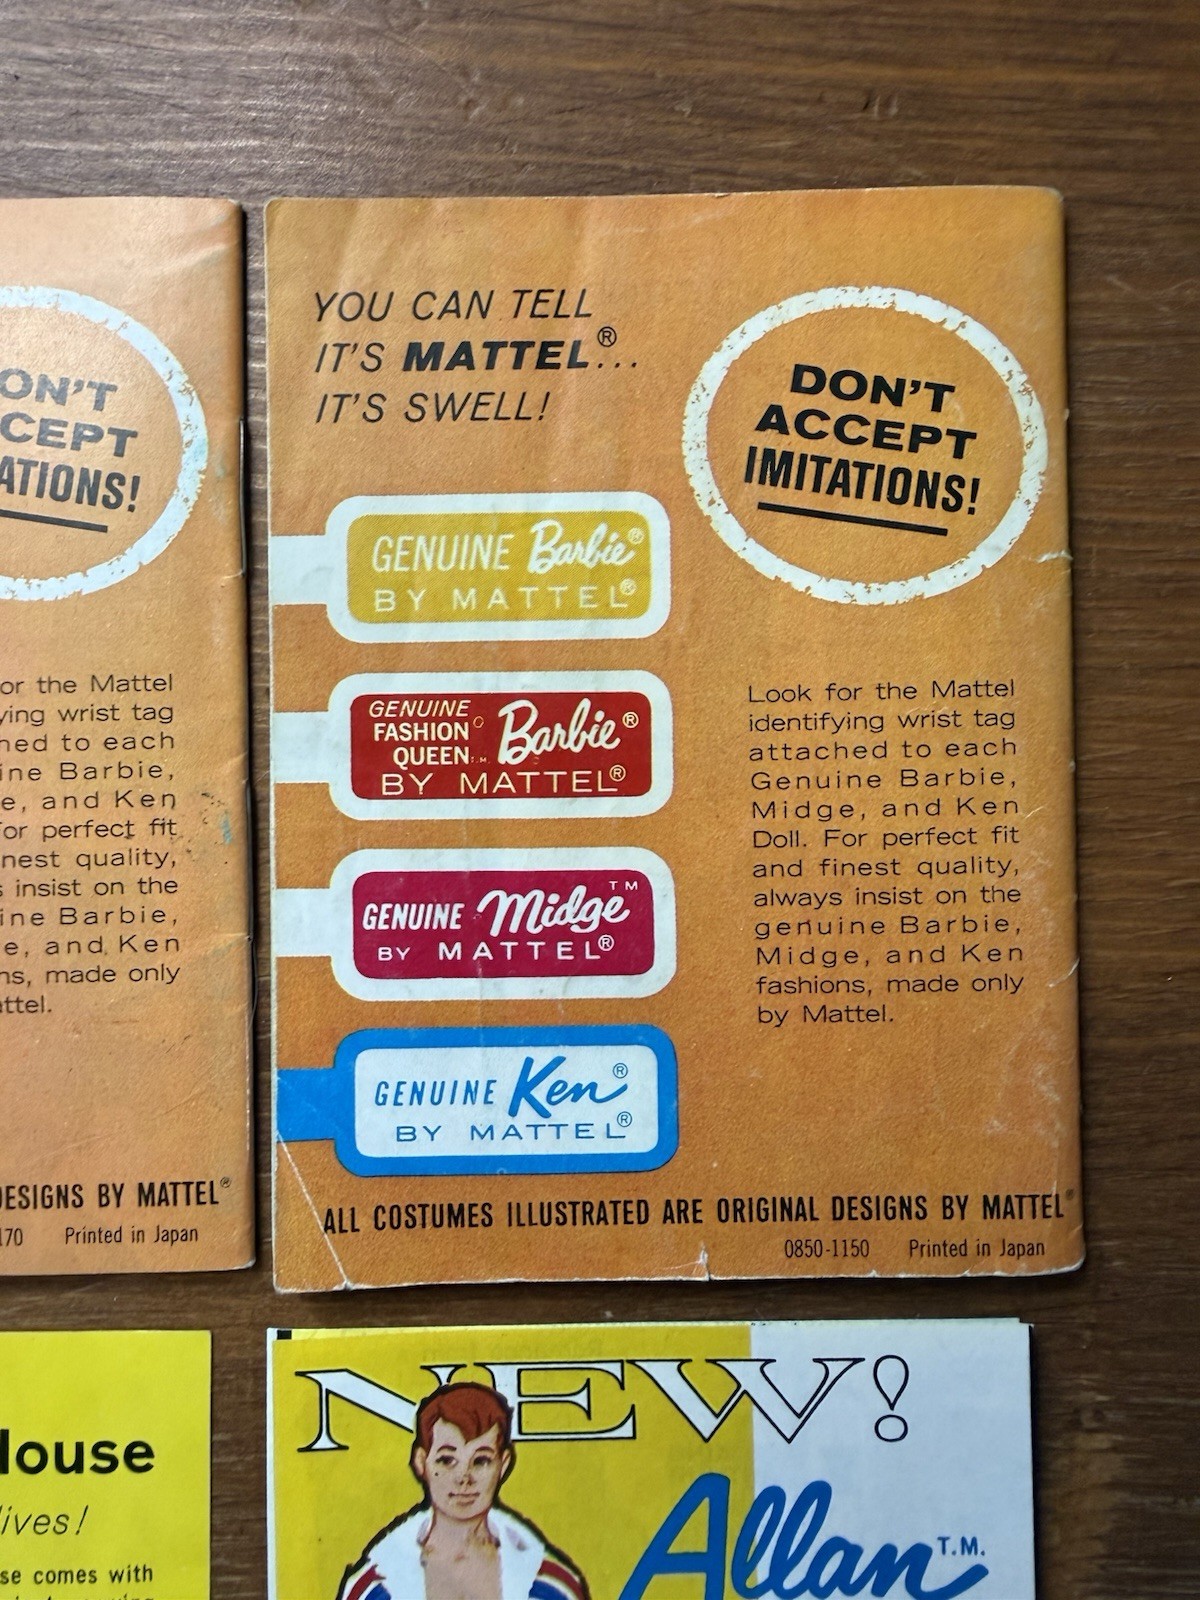 YOU CAN TELL
IT'S MATTEL®...
IT'S SWELL!
DON'T
ACCEPT
IMITATIONS!
GENUINE Barbie®
BY MATTEL®
GENUINE
FASHION
QUEEN T.M. Barbie®
BY MATTEL®
GENUINE Midge™
BY MATTEL®
GENUINE Ken®
BY MATTEL®
Look for the Mattel
identifying wrist tag
attached to each
Genuine Barbie,
Midge, and Ken
Doll. For perfect fit
and finest quality,
always insist on the
genuine Barbie,
Midge, and Ken
fashions, made only
by Mattel.
ALL COSTUMES ILLUSTRATED ARE ORIGINAL DESIGNS BY MATTEL®
0850-1150 Printed in Japan
ON'T
CEPT
ATIONS!
or the Mattel
ying wrist tag
hed to each
ine Barbie,
e, and Ken
For perfect fit
nest quality,
s insist on the
ine Barbie,
e, and Ken
ns, made only
attel.
DESIGNS BY MATTEL®
170 Printed in Japan
House
lives!
se comes with
NEW!
Allan T.M.